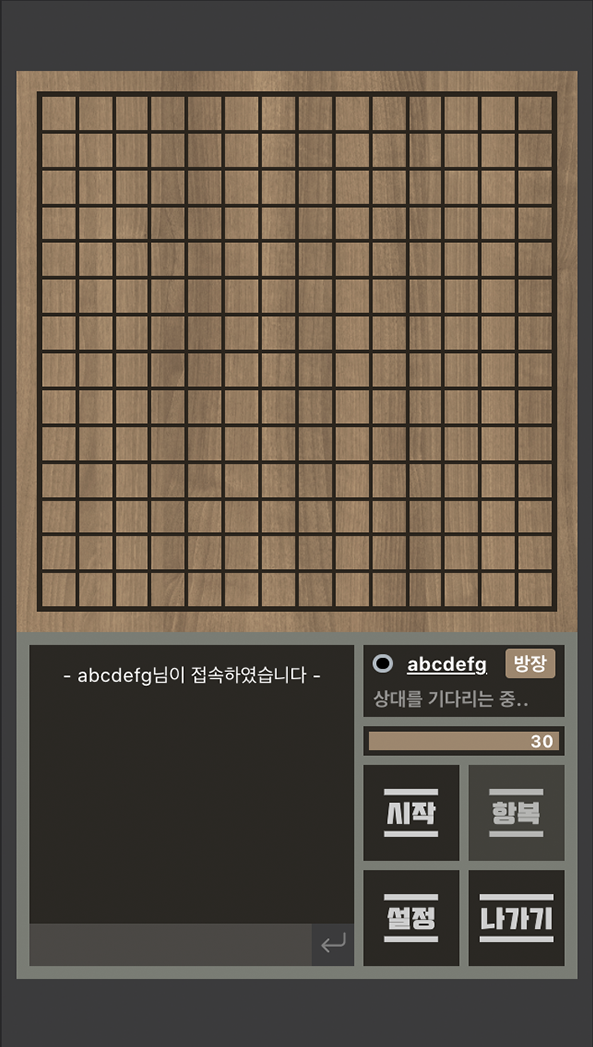 - abcdefg님이 접속하였습니다 -
abcdefg 방장
상대를 기다리는 중..
30
시작 항복
설정 나가기